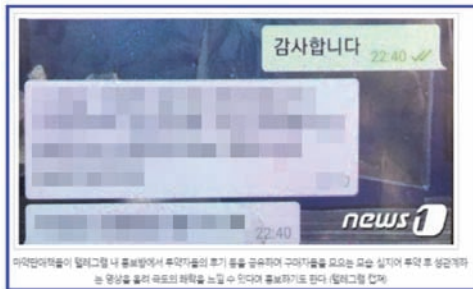 감사합니다
22:40
22:40
news1
마약판매책들이 텔레그램 내 홍보방에서 투약자들의 후기 등을 공유하며 구매자들을 모으는 모습. 심지어 투약 후 성관계하
는 영상을 올려 극도의 쾌락을 느낄 수 있다며 홍보하기도 한다. (텔레그램 캡처)